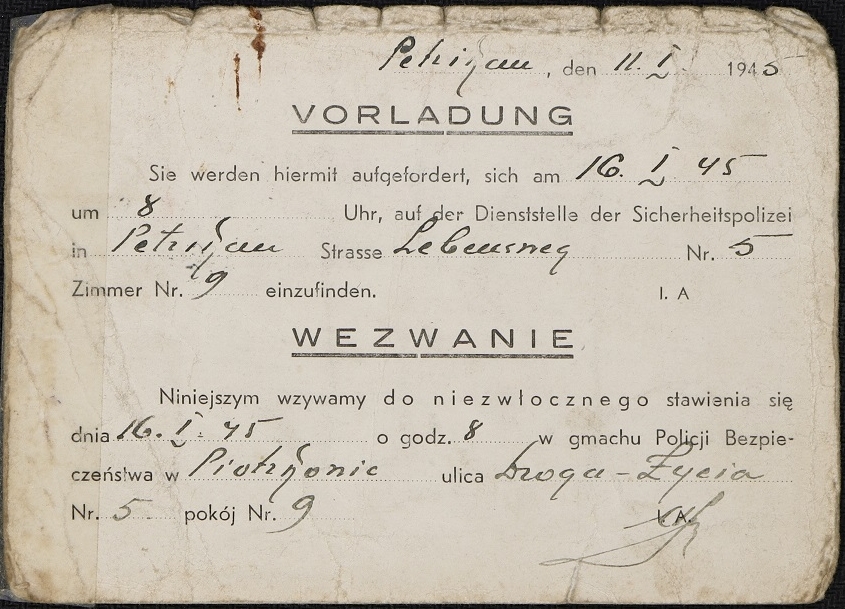 Petrikau, den 11. I. 1945
VORLADUNG
Sie werden hiermit aufgefordert, sich am 16. I. 45
um 8 Uhr, auf der Dienststelle der Sicherheitspolizei
in Petrikau Strasse Lebensweg Nr. 5
Zimmer Nr. 9 einzufinden. I. A
WEZWANIE
Niniejszym wzywamy do niezwłocznego stawienia się
dnia 16. I. 45 o godz. 8 w gmachu Policji Bezpie-
czeństwa w Piotrkowie ulica Droga - Życia
Nr. 5 pokój Nr. 9 I. A.